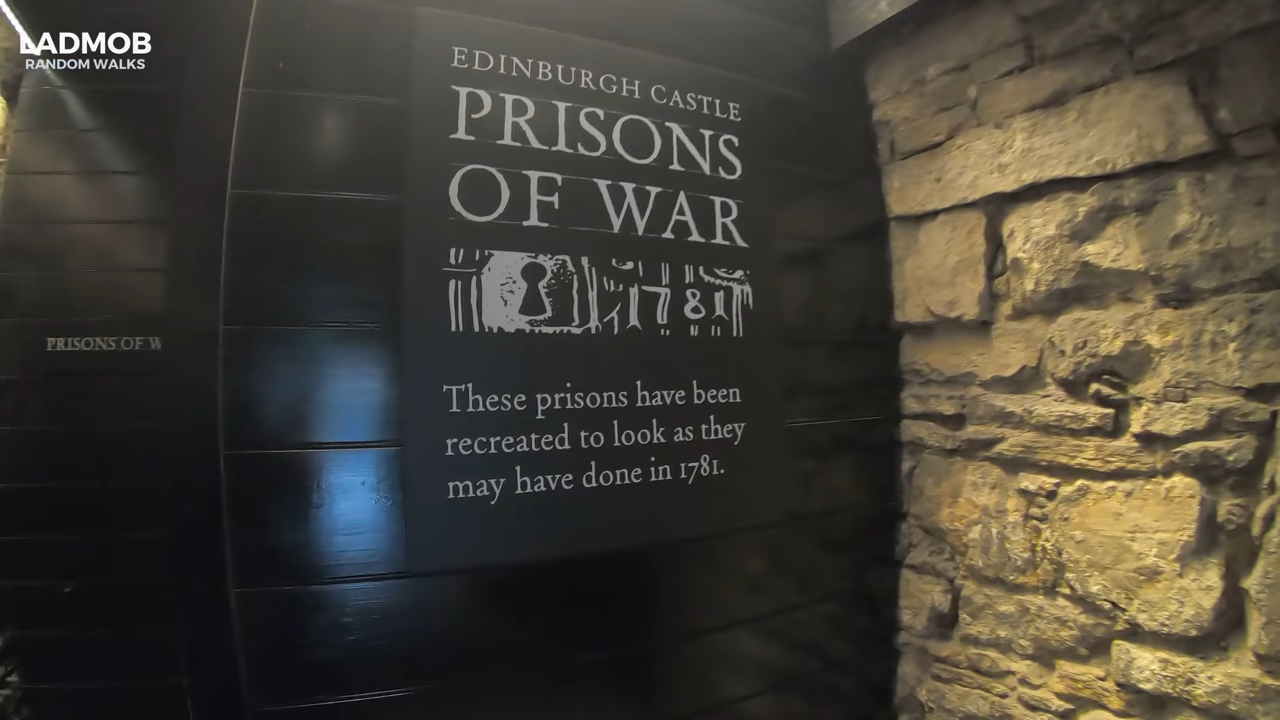 LADMOB
RANDOM WALKS
EDINBURGH CASTLE
PRISONS
OF WAR
1781
These prisons have been
recreated to look as they
may have done in 1781.
PRISONS OF W